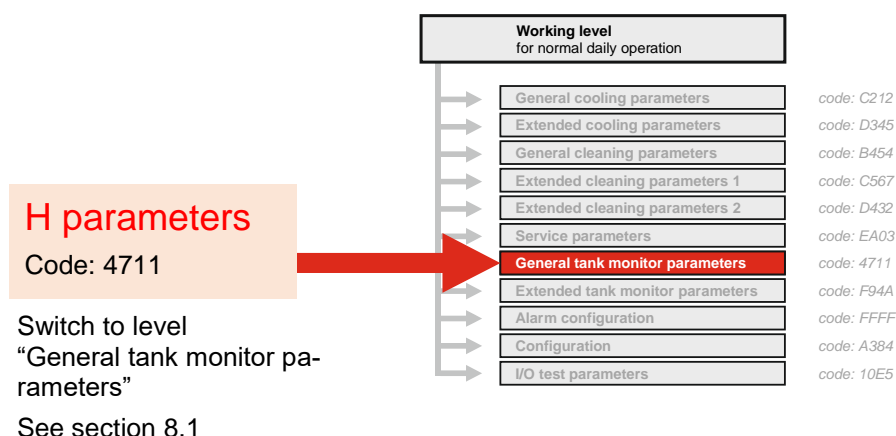 Working level
for normal daily operation
General cooling parameters code: C212
Extended cooling parameters code: D345
General cleaning parameters code: B454
Extended cleaning parameters 1 code: C567
Extended cleaning parameters 2 code: D432
Service parameters code: EA03
General tank monitor parameters code: 4711
Extended tank monitor parameters code: F94A
Alarm configuration code: FFFF
Configuration code: A384
I/O test parameters code: 10E5
H parameters
Code: 4711
Switch to level
“General tank monitor pa-
rameters”
See section 8.1